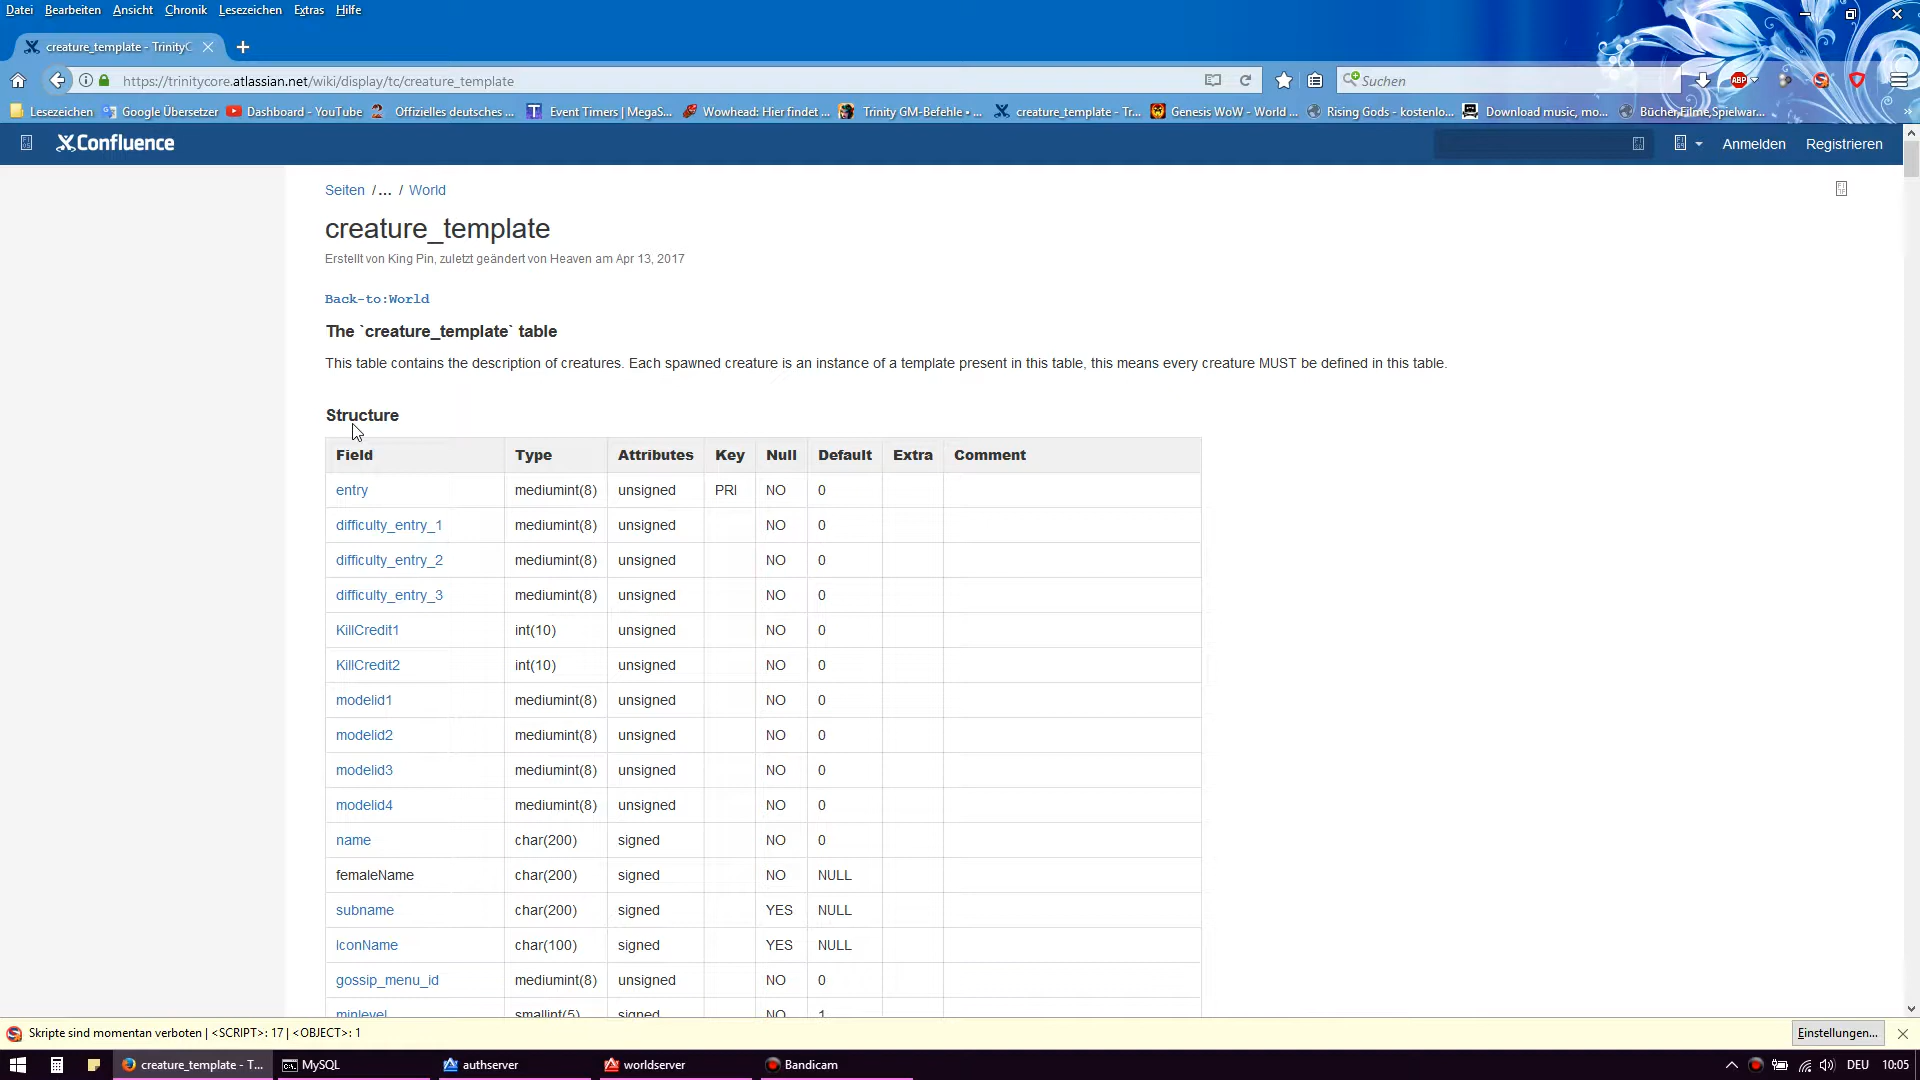 Datei Bearbeiten Ansicht Chronik Lesezeichen Extras Hilfe
creature_template - TrinityC
https://trinitycore.atlassian.net/wiki/display/tc/creature_template
Suchen
ABP
Lesezeichen Google Übersetzer Dashboard - YouTube Offizielles deutsches ... Event Timers | MegaS... Wowhead: Hier findet ... Trinity GM-Befehle • ... creature_template - Tr... Genesis WoW - World ... Rising Gods - kostenlo... Download music, mo... Bücher,Filme,Spielwar...
Confluence Anmelden Registrieren
Seiten /... / World
creature_template
Erstellt von King Pin, zuletzt geändert von Heaven am Apr 13, 2017
Back-to:World
The `creature_template` table
This table contains the description of creatures. Each spawned creature is an instance of a template present in this table, this means every creature MUST be defined in this table.
Structure
Field Type Attributes Key Null Default Extra Comment
entry mediumint(8) unsigned PRI NO 0
difficulty_entry_1 mediumint(8) unsigned NO 0
difficulty_entry_2 mediumint(8) unsigned NO 0
difficulty_entry_3 mediumint(8) unsigned NO 0
KillCredit1 int(10) unsigned NO 0
KillCredit2 int(10) unsigned NO 0
modelid1 mediumint(8) unsigned NO 0
modelid2 mediumint(8) unsigned NO 0
modelid3 mediumint(8) unsigned NO 0
modelid4 mediumint(8) unsigned NO 0
name char(200) signed NO 0
femaleName char(200) signed NO NULL
subname char(200) signed YES NULL
IconName char(100) signed YES NULL
gossip_menu_id mediumint(8) unsigned NO 0
minlevel smallint(5) signed NO 1
Skripte sind momentan verboten | <SCRIPT>: 17 | <OBJECT>: 1 Einstellungen...
creature_template - T... MySQL authserver worldserver Bandicam DEU 10:05